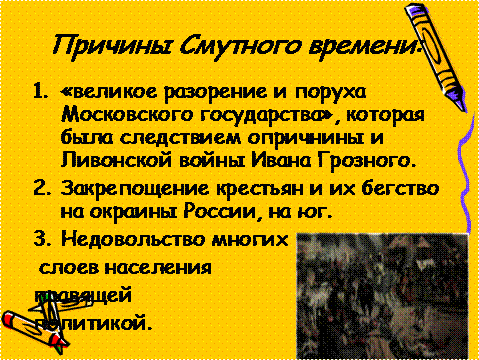 Причины Смутного времени:
1. «великое разорение и поруха
Московского государства», которая
была следствием опричнины и
Ливонской войны Ивана Грозного.
2. Закрепощение крестьян и их бегство
на окраины России, на юг.
3. Недовольство многих
слоев населения
правящей
политикой.